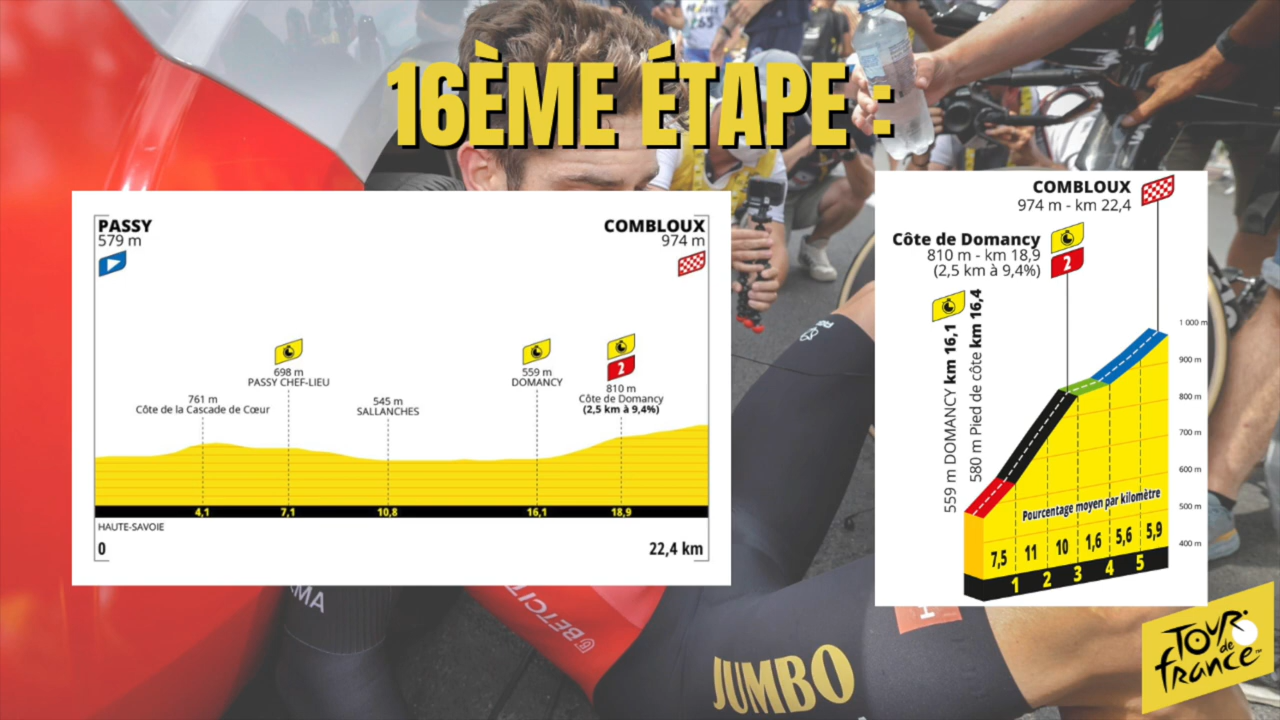 16ÈME ÉTAPE :
PASSY
579 m
COMBLOUX
974 m
698 m
PASSY CHEF-LIEU
761 m
Côte de la Cascade de Cœur
545 m
SALLANCHES
559 m
DOMANCY
2
810 m
Côte de Domancy
(2,5 km à 9,4%)
4,1
7,1
10,8
16,1
18,9
HAUTE-SAVOIE
0
22,4 km
COMBLOUX
974 m - km 22,4
Côte de Domancy
810 m - km 18,9
(2,5 km à 9,4%)
2
559 m DOMANCY km 16,1
580 m Pied de côte km 16,4
1 000 m
900 m
800 m
700 m
600 m
500 m
400 m
Pourcentage moyen par kilomètre
7,5 11 10 1,6 5,6 5,9
1 2 3 4 5
BETCITY
JUMBO
TOUR
de
france